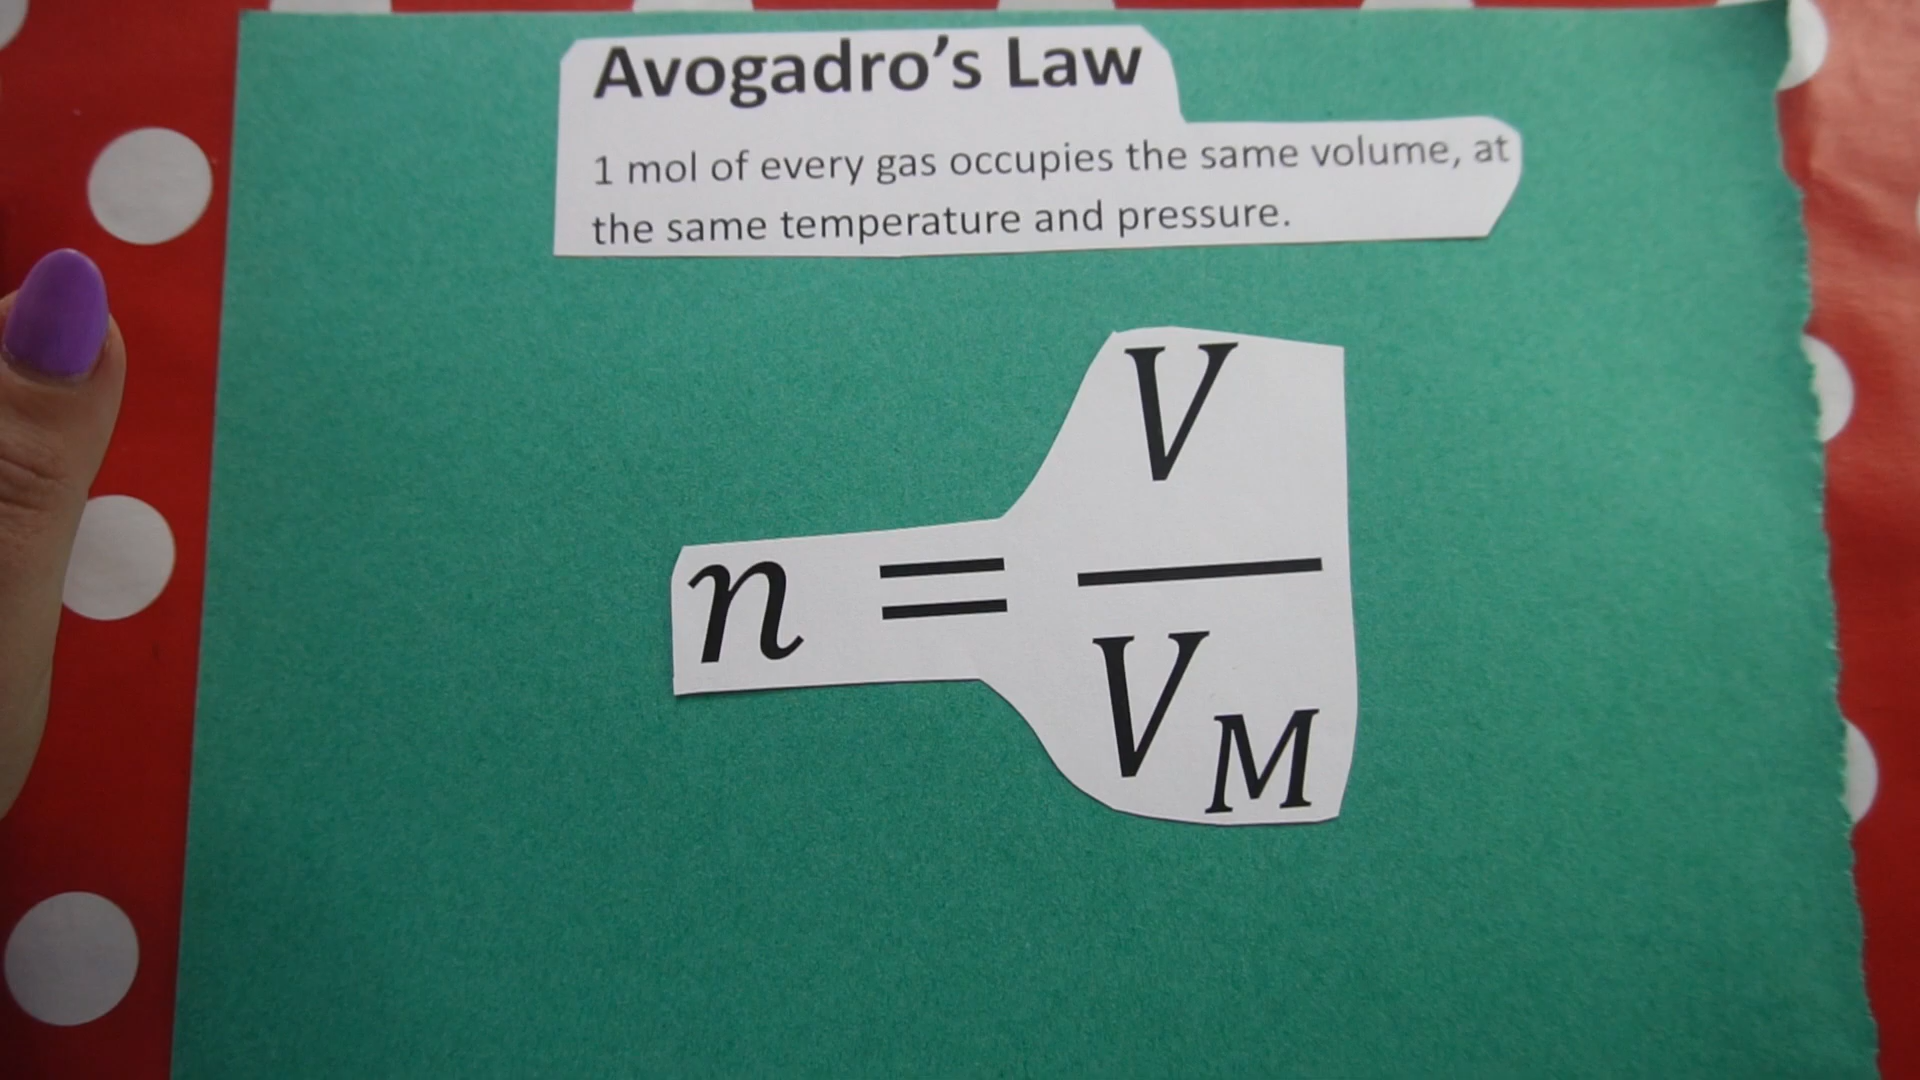 Avogadro’s Law
1 mol of every gas occupies the same volume, at
the same temperature and pressure.
n = V / V_M